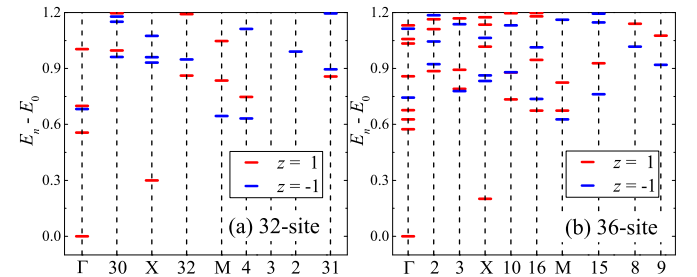 E_n - E_0
1.2
0.9
0.6
0.3
0.0
z = 1
z = -1
(a) 32-site
Γ 30 X 32 M 4 3 2 31
E_n - E_0
1.2
0.9
0.6
0.3
0.0
z = 1
z = -1
(b) 36-site
Γ 2 3 X 10 16 M 15 8 9